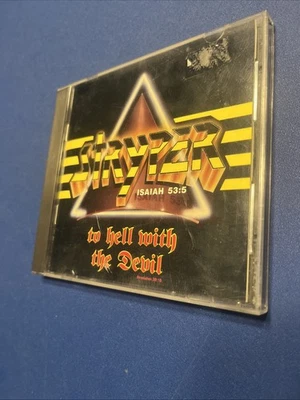 STRYPER
ISAIAH 53:5
to hell with
the Devil